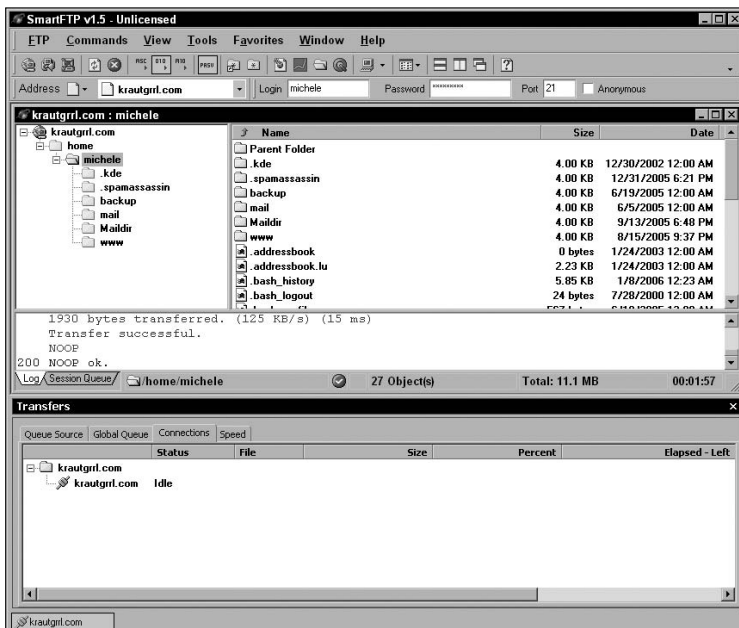 SmartFTP v1.5 - Unlicensed
FTP Commands View Tools Favorites Window Help
Address krautgrrl.com Login michele Password ********* Port 21 Anonymous
krautgrrl.com : michele
krautgrrl.com
home
michele
.kde
.spamassassin
backup
mail
Maildir
www
Name Size Date
Parent Folder
.kde 4.00 KB 12/30/2002 12:00 AM
.spamassassin 4.00 KB 12/31/2005 6:21 PM
backup 4.00 KB 6/19/2005 12:00 AM
mail 4.00 KB 6/5/2005 12:00 AM
Maildir 4.00 KB 9/13/2005 6:48 PM
www 4.00 KB 8/15/2005 9:37 PM
.addressbook 0 bytes 1/24/2003 12:00 AM
.addressbook.lu 2.23 KB 1/24/2003 12:00 AM
.bash_history 5.85 KB 1/8/2006 12:23 AM
.bash_logout 24 bytes 7/28/2000 12:00 AM
1930 bytes transferred. (125 KB/s) (15 ms)
Transfer successful.
NOOP
200 NOOP ok.
Log Session Queue /home/michele 27 Object(s) Total: 11.1 MB 00:01:57
Transfers
Queue Source Global Queue Connections Speed
Status File Size Percent Elapsed - Left
krautgrrl.com
krautgrrl.com Idle
krautgrrl.com